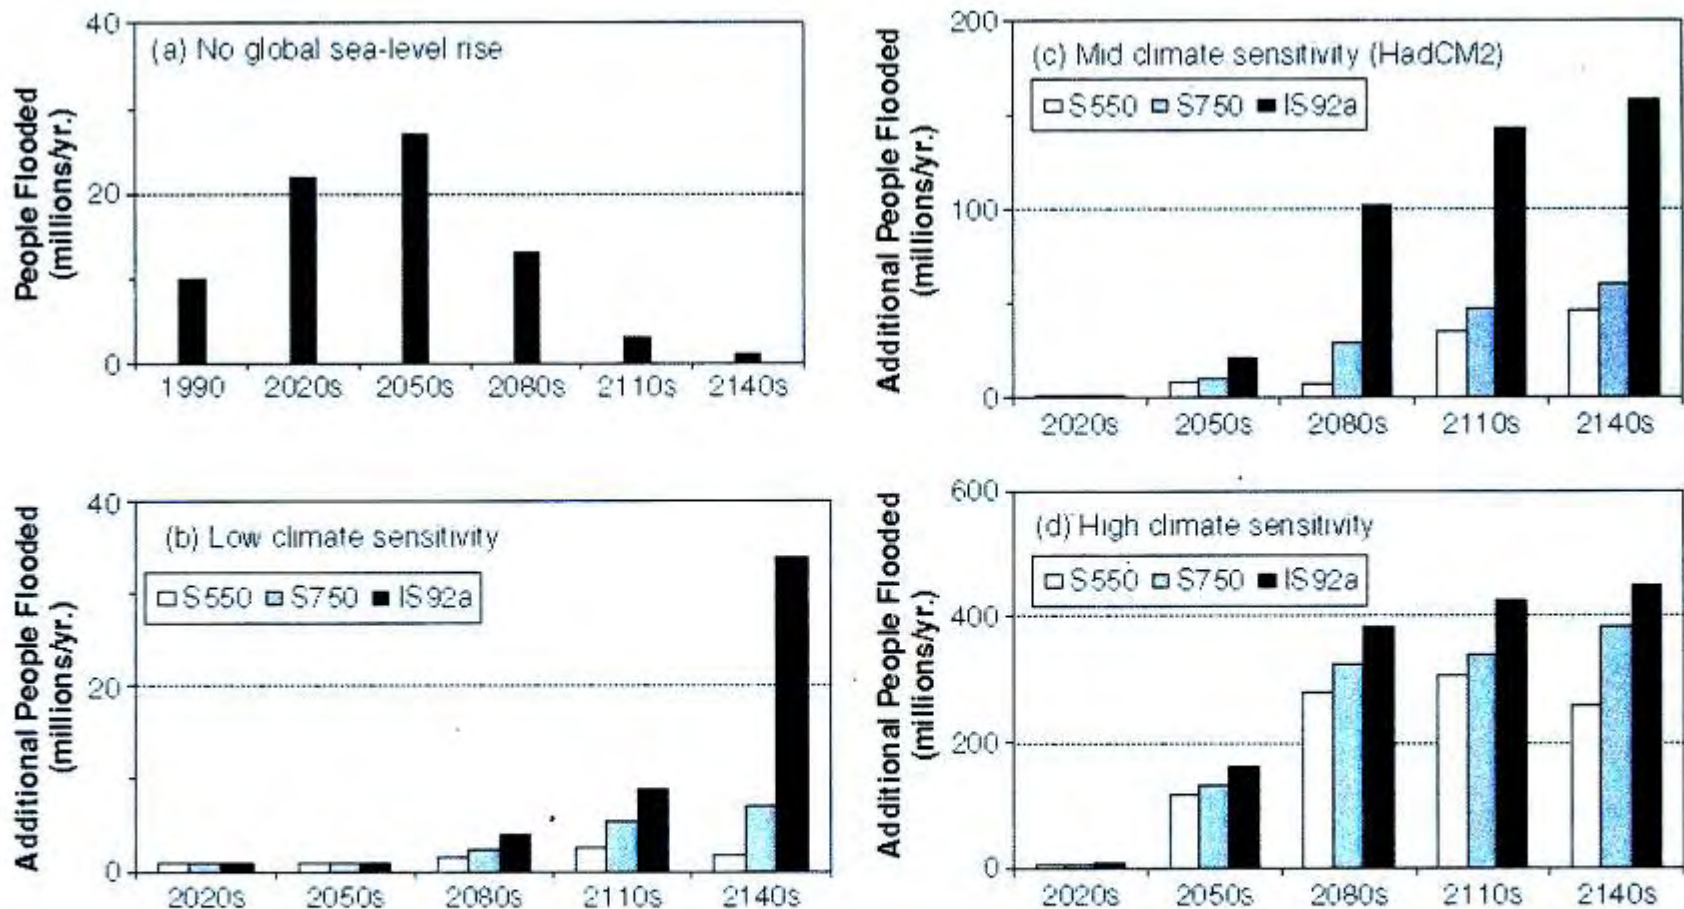 (a) No global sea-level rise
People Flooded
(millions/yr.)
40
20
0
1990 2020s 2050s 2080s 2110s 2140s
(b) Low climate sensitivity
S550 S750 IS92a
Additional People Flooded
(millions/yr.)
40
20
0
2020s 2050s 2080s 2110s 2140s
(c) Mid climate sensitivity (HadCM2)
S550 S750 IS92a
Additional People Flooded
(millions/yr.)
200
100
0
2020s 2050s 2080s 2110s 2140s
(d) High climate sensitivity
S550 S750 IS92a
Additional People Flooded
(millions/yr.)
600
400
200
0
2020s 2050s 2080s 2110s 2140s